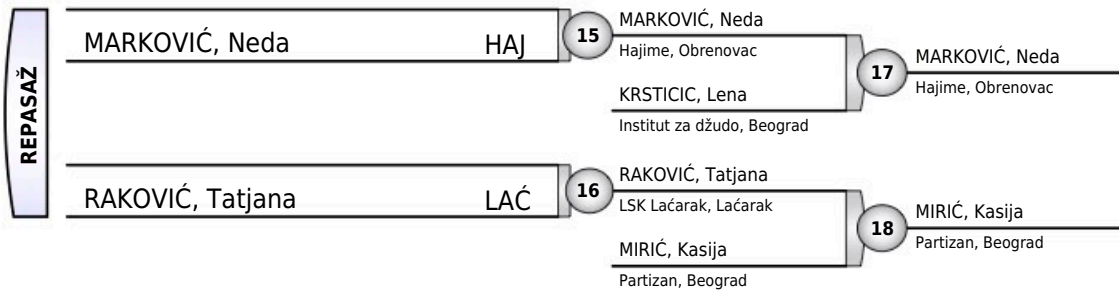 REPASAŽ
MARKOVIĆ, Neda HAJ
15
MARKOVIĆ, Neda
Hajime, Obrenovac
KRSTICIC, Lena
Institut za džudo, Beograd
17
MARKOVIĆ, Neda
Hajime, Obrenovac
RAKOVIĆ, Tatjana LAĆ
16
RAKOVIĆ, Tatjana
LSK Laćarak, Laćarak
MIRIĆ, Kasija
Partizan, Beograd
18
MIRIĆ, Kasija
Partizan, Beograd